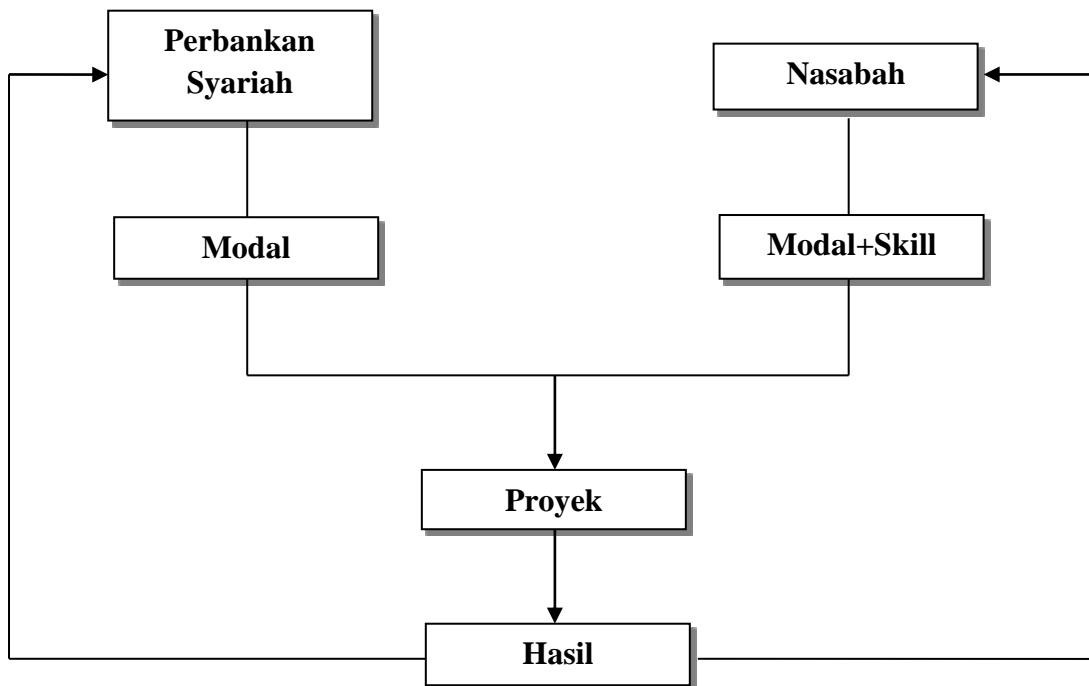 Perbankan
Syariah
Nasabah
Modal
Modal+Skill
Proyek
Hasil